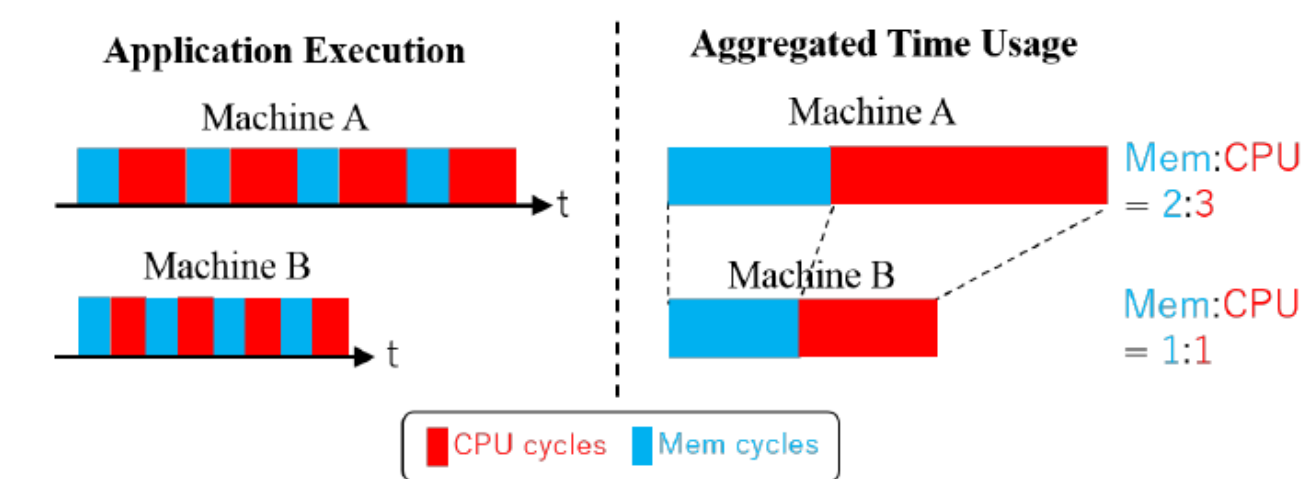 Application Execution
Machine A
t
Machine B
t
Aggregated Time Usage
Machine A
Mem:CPU
= 2:3
Machine B
Mem:CPU
= 1:1
CPU cycles Mem cycles